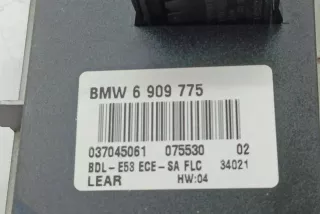 BMW 6 909 775
037045061 075530 02
BDL-E53 ECE-SA FLC 34021
LEAR HW:04